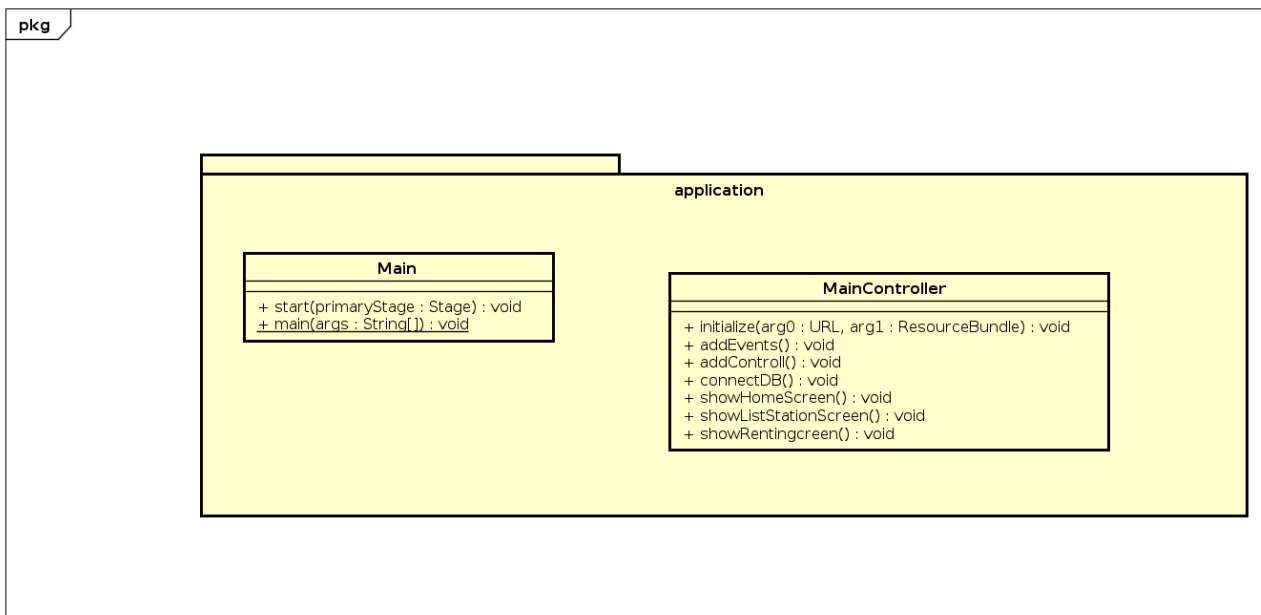 pkg
application
Main
+ start(primaryStage : Stage) : void
+ main(args : String[]) : void
MainController
+ initialize(arg0 : URL, arg1 : ResourceBundle) : void
+ addEvents() : void
+ addControll() : void
+ connectDB() : void
+ showHomeScreen() : void
+ showListStationScreen() : void
+ showRentingcreen() : void